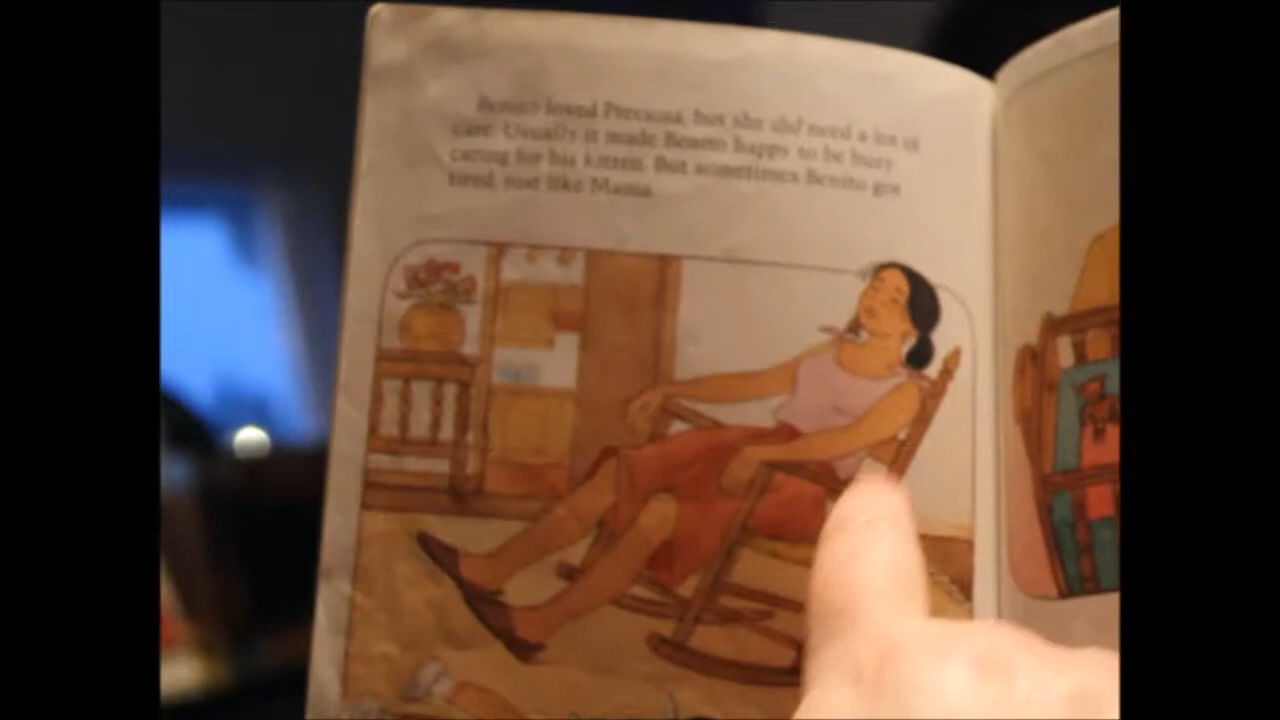 Benito loved Preciosa, but she did need a lot of
care. Usually it made Benito happy to be busy
caring for his kitten. But sometimes Benito got
tired, just like Mama.